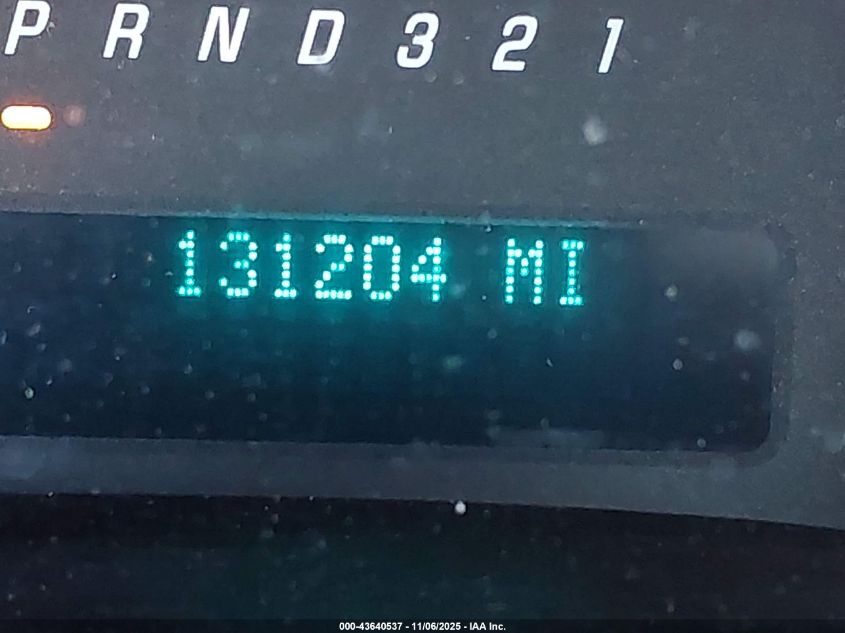 P R N D 3 2 1
131204 MI
000-43640537 - 11/06/2025 - IAA Inc.